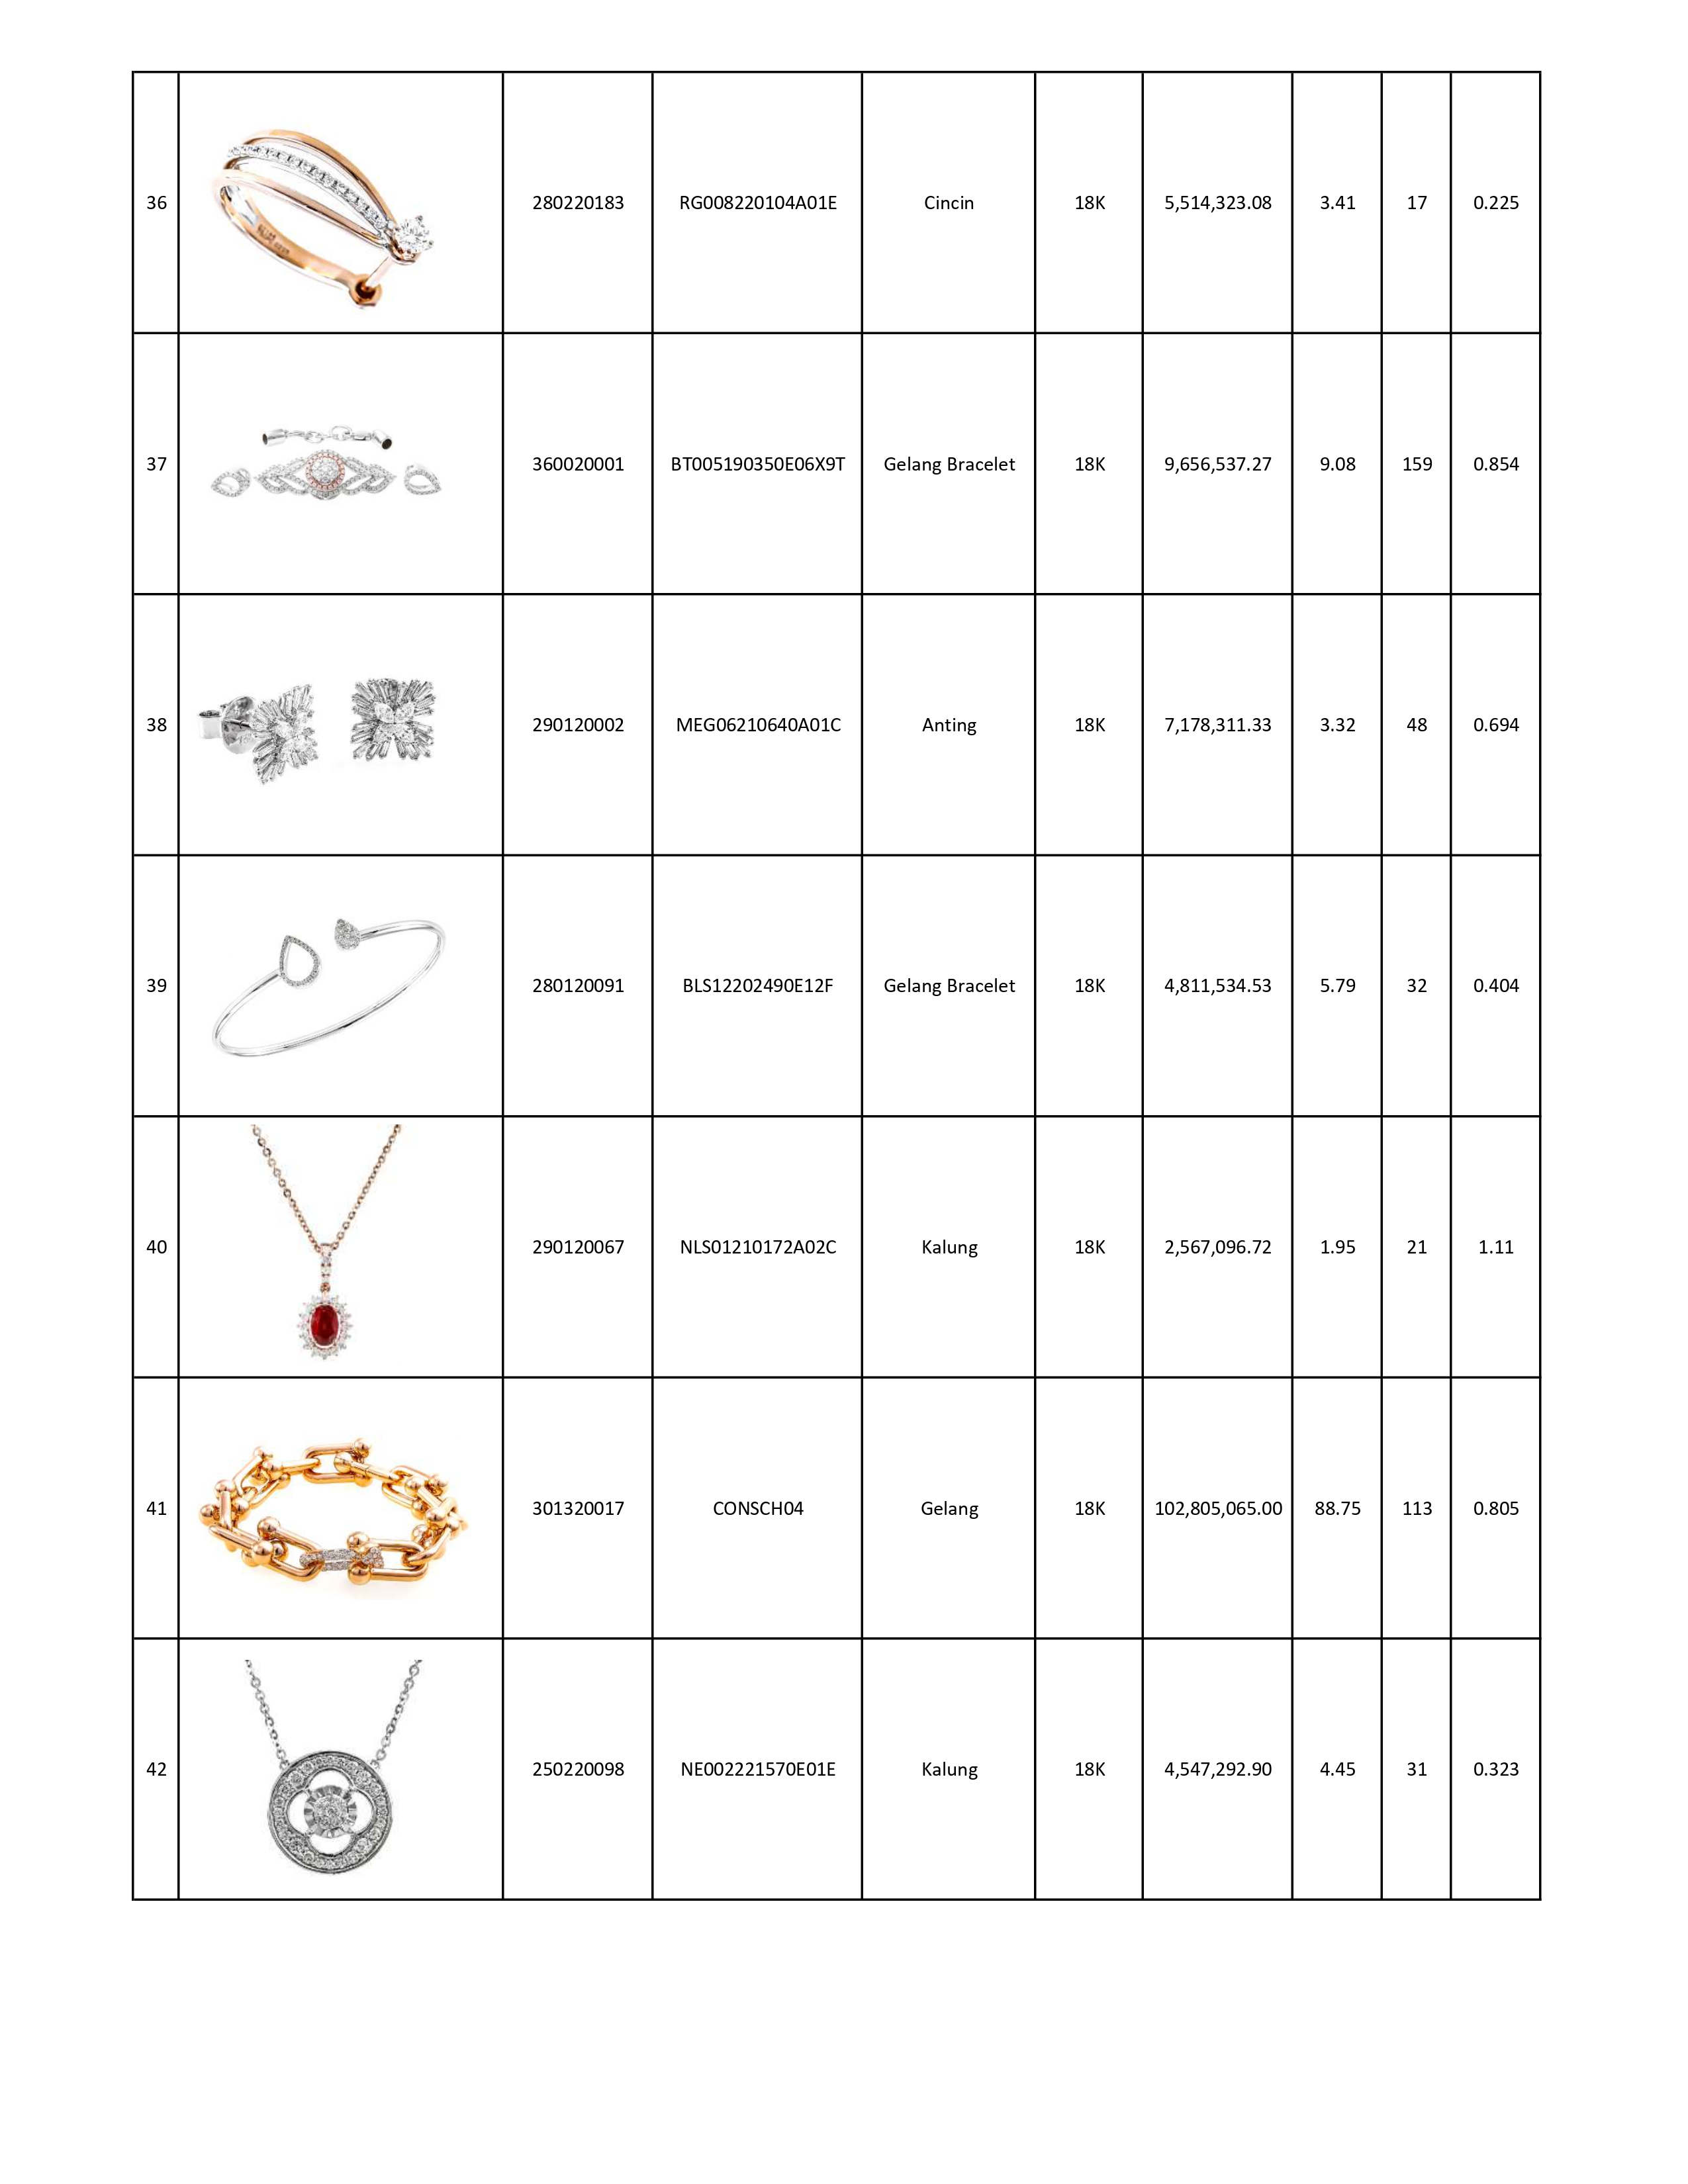 36 280220183 RG008220104A01E Cincin 18K 5,514,323.08 3.41 17 0.225
37 360020001 BT005190350E06X9T Gelang Bracelet 18K 9,656,537.27 9.08 159 0.854
38 290120002 MEG06210640A01C Anting 18K 7,178,311.33 3.32 48 0.694
39 280120091 BLS12202490E12F Gelang Bracelet 18K 4,811,534.53 5.79 32 0.404
40 290120067 NLS01210172A02C Kalung 18K 2,567,096.72 1.95 21 1.11
41 301320017 CONSCH04 Gelang 18K 102,805,065.00 88.75 113 0.805
42 250220098 NE002221570E01E Kalung 18K 4,547,292.90 4.45 31 0.323